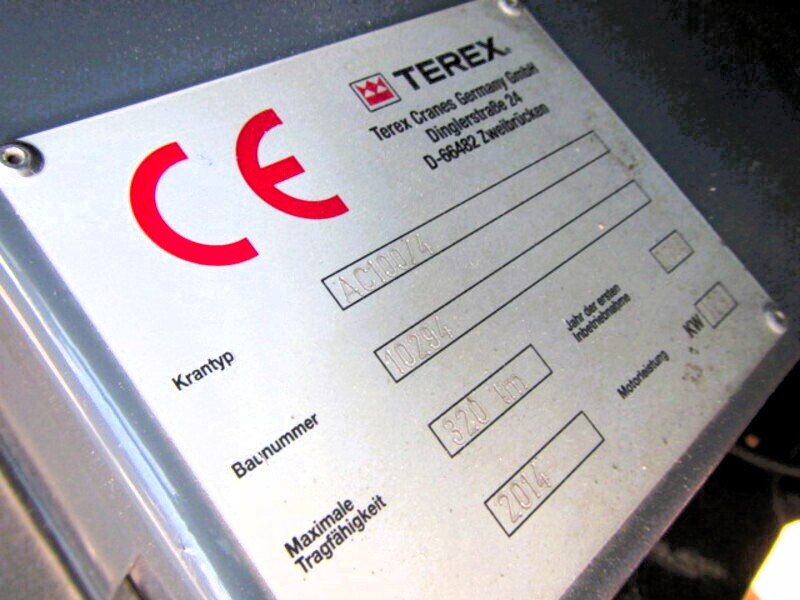 CE
TEREX®
Terex Cranes Germany GmbH
Dinglerstraße 24
D-66482 Zweibrücken
Krantyp
AC100/4
Baunummer
10294
Maximale
Tragfähigkeit
320 km
2014
Jahr der ersten
Inbetriebnahme
Motorleistung
KW